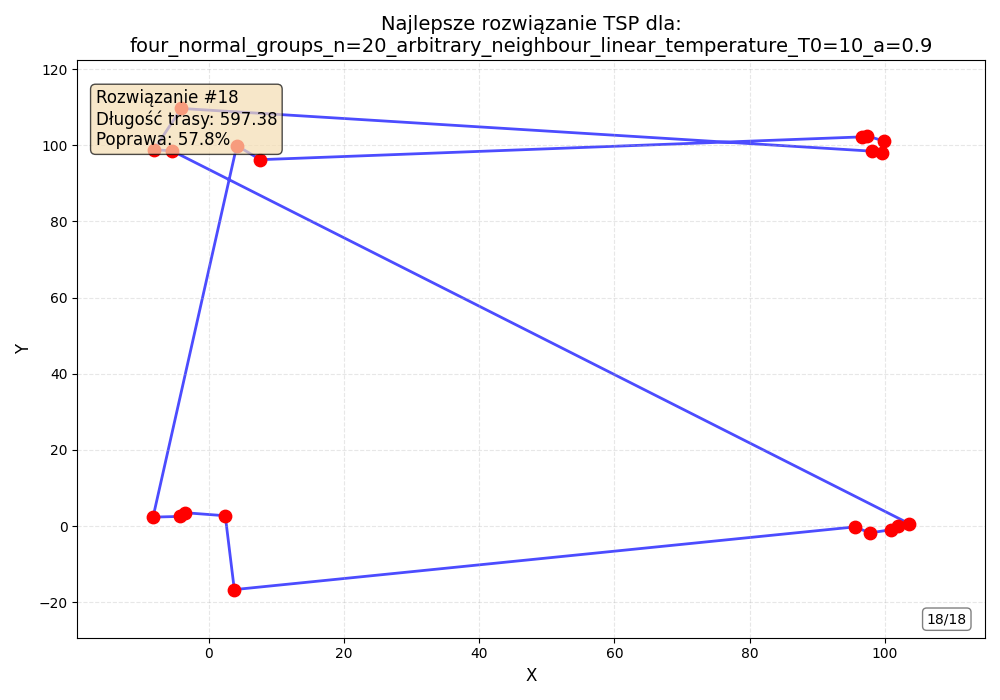 Najlepsze rozwiązanie TSP dla:
four_normal_groups_n=20_arbitrary_neighbour_linear_temperature_T0=10_a=0.9
Rozwiązanie #18
Długość trasy: 597.38
Poprawa: 57.8%
120
100
80
60
40
20
0
−20
Y
0
20
40
60
80
100
X
18/18